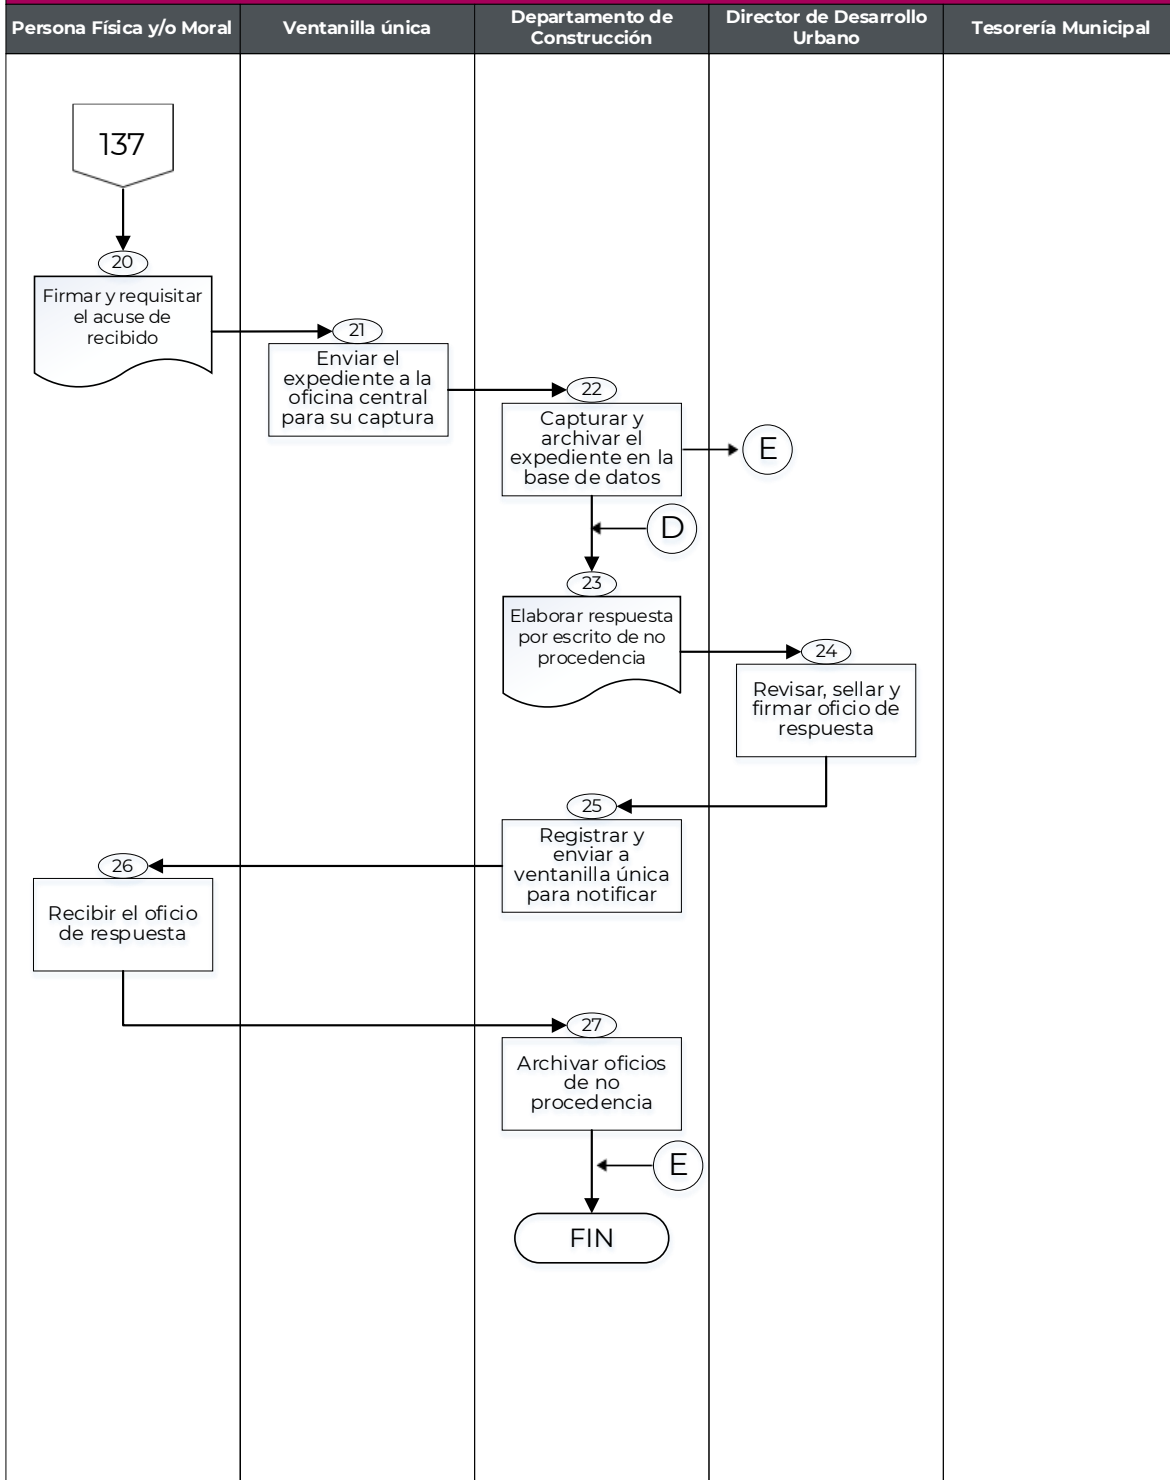 Persona Física y/o Moral
Ventanilla única
Departamento de
Construcción
Director de Desarrollo
Urbano
Tesorería Municipal
137
20
Firmar y requisitar
el acuse de
recibido
21
Enviar el
expediente a la
oficina central
para su captura
22
Capturar y
archivar el
expediente en la
base de datos
E
D
23
Elaborar respuesta
por escrito de no
procedencia
24
Revisar, sellar y
firmar oficio de
respuesta
25
Registrar y
enviar a
ventanilla única
para notificar
26
Recibir el oficio
de respuesta
27
Archivar oficios
de no
procedencia
E
FIN